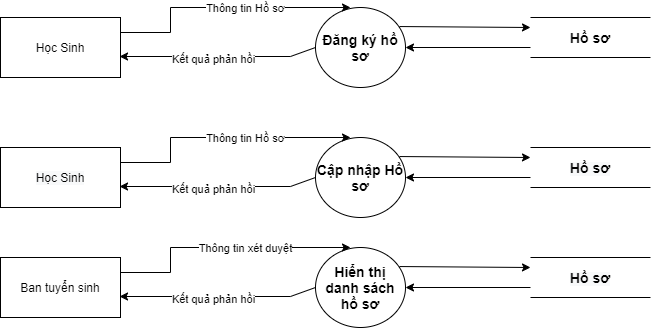 Thông tin Hồ sơ
Học Sinh
Đăng ký hồ
sơ
Hồ sơ
Kết quả phản hồi
Thông tin Hồ sơ
Học Sinh
Cập nhập Hồ
sơ
Hồ sơ
Kết quả phản hồi
Thông tin xét duyệt
Ban tuyển sinh
Hiển thị
danh sách
hồ sơ
Hồ sơ
Kết quả phản hồi